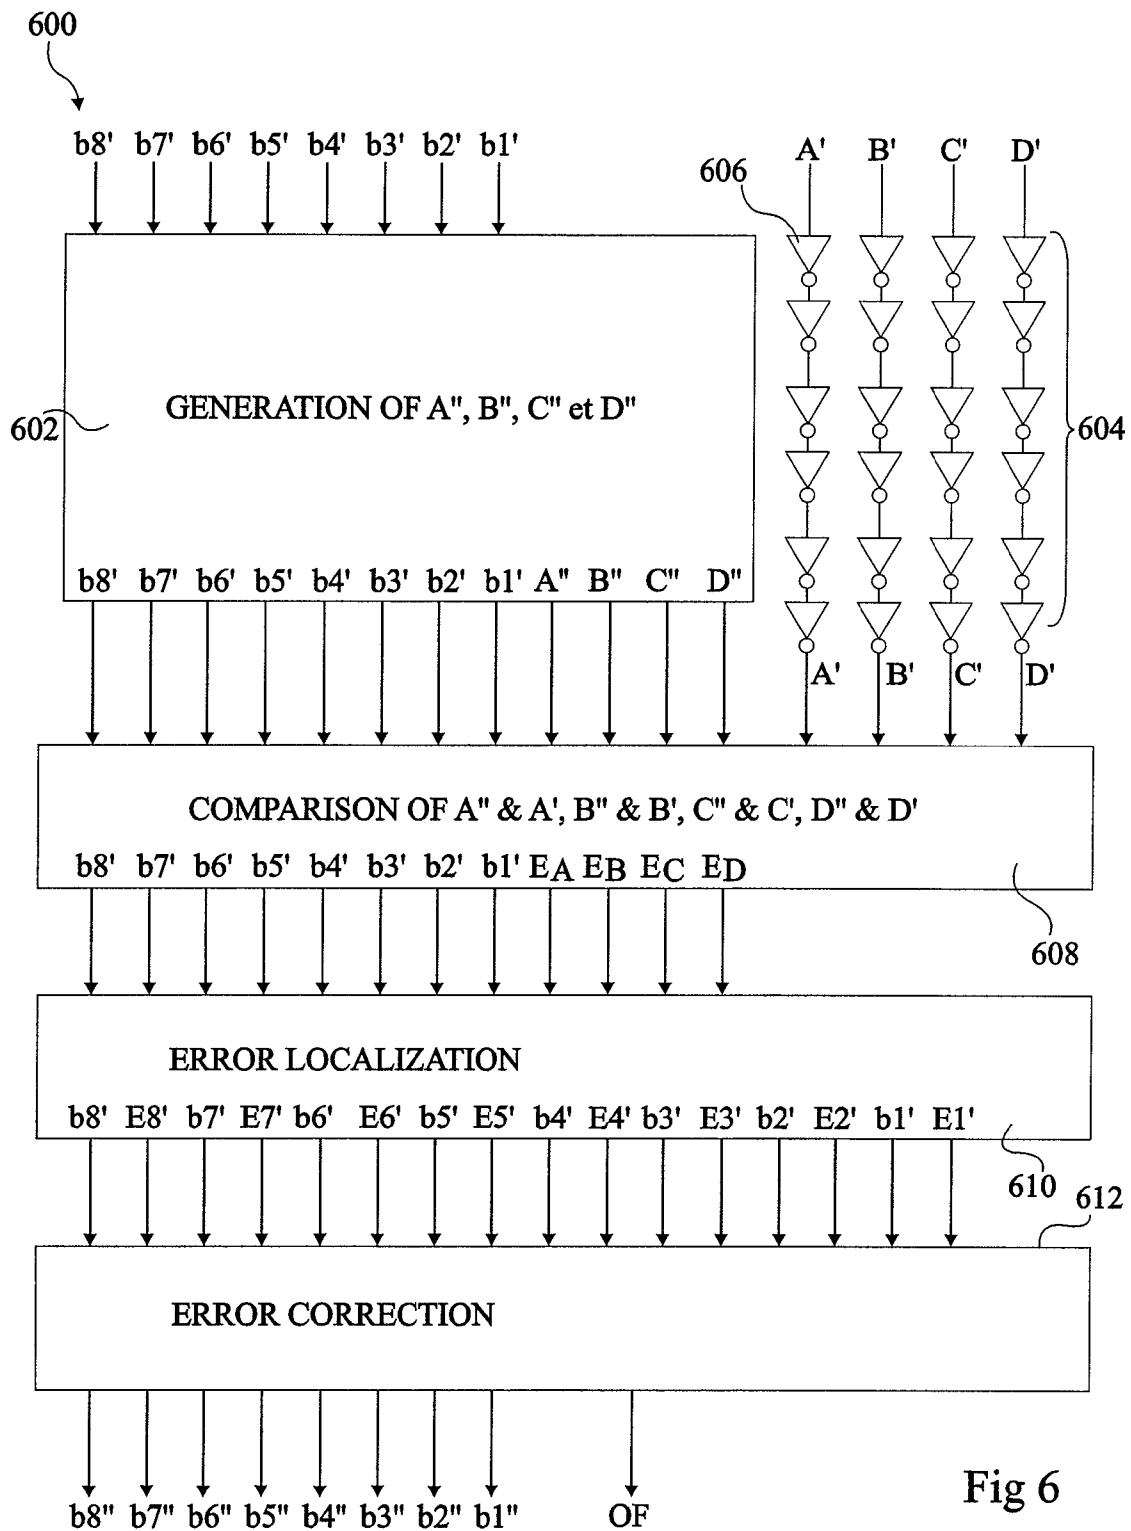 600
b8' b7' b6' b5' b4' b3' b2' b1' A' B' C' D'
606
GENERATION OF A", B", C" et D"
602
604
b8' b7' b6' b5' b4' b3' b2' b1' A" B" C" D"
A' B' C' D'
COMPARISON OF A" & A', B" & B', C" & C', D" & D'
b8' b7' b6' b5' b4' b3' b2' b1' EA EB EC ED
608
ERROR LOCALIZATION
b8' E8' b7' E7' b6' E6' b5' E5' b4' E4' b3' E3' b2' E2' b1' E1'
610
612
ERROR CORRECTION
b8" b7" b6" b5" b4" b3" b2" b1" OF
Fig 6